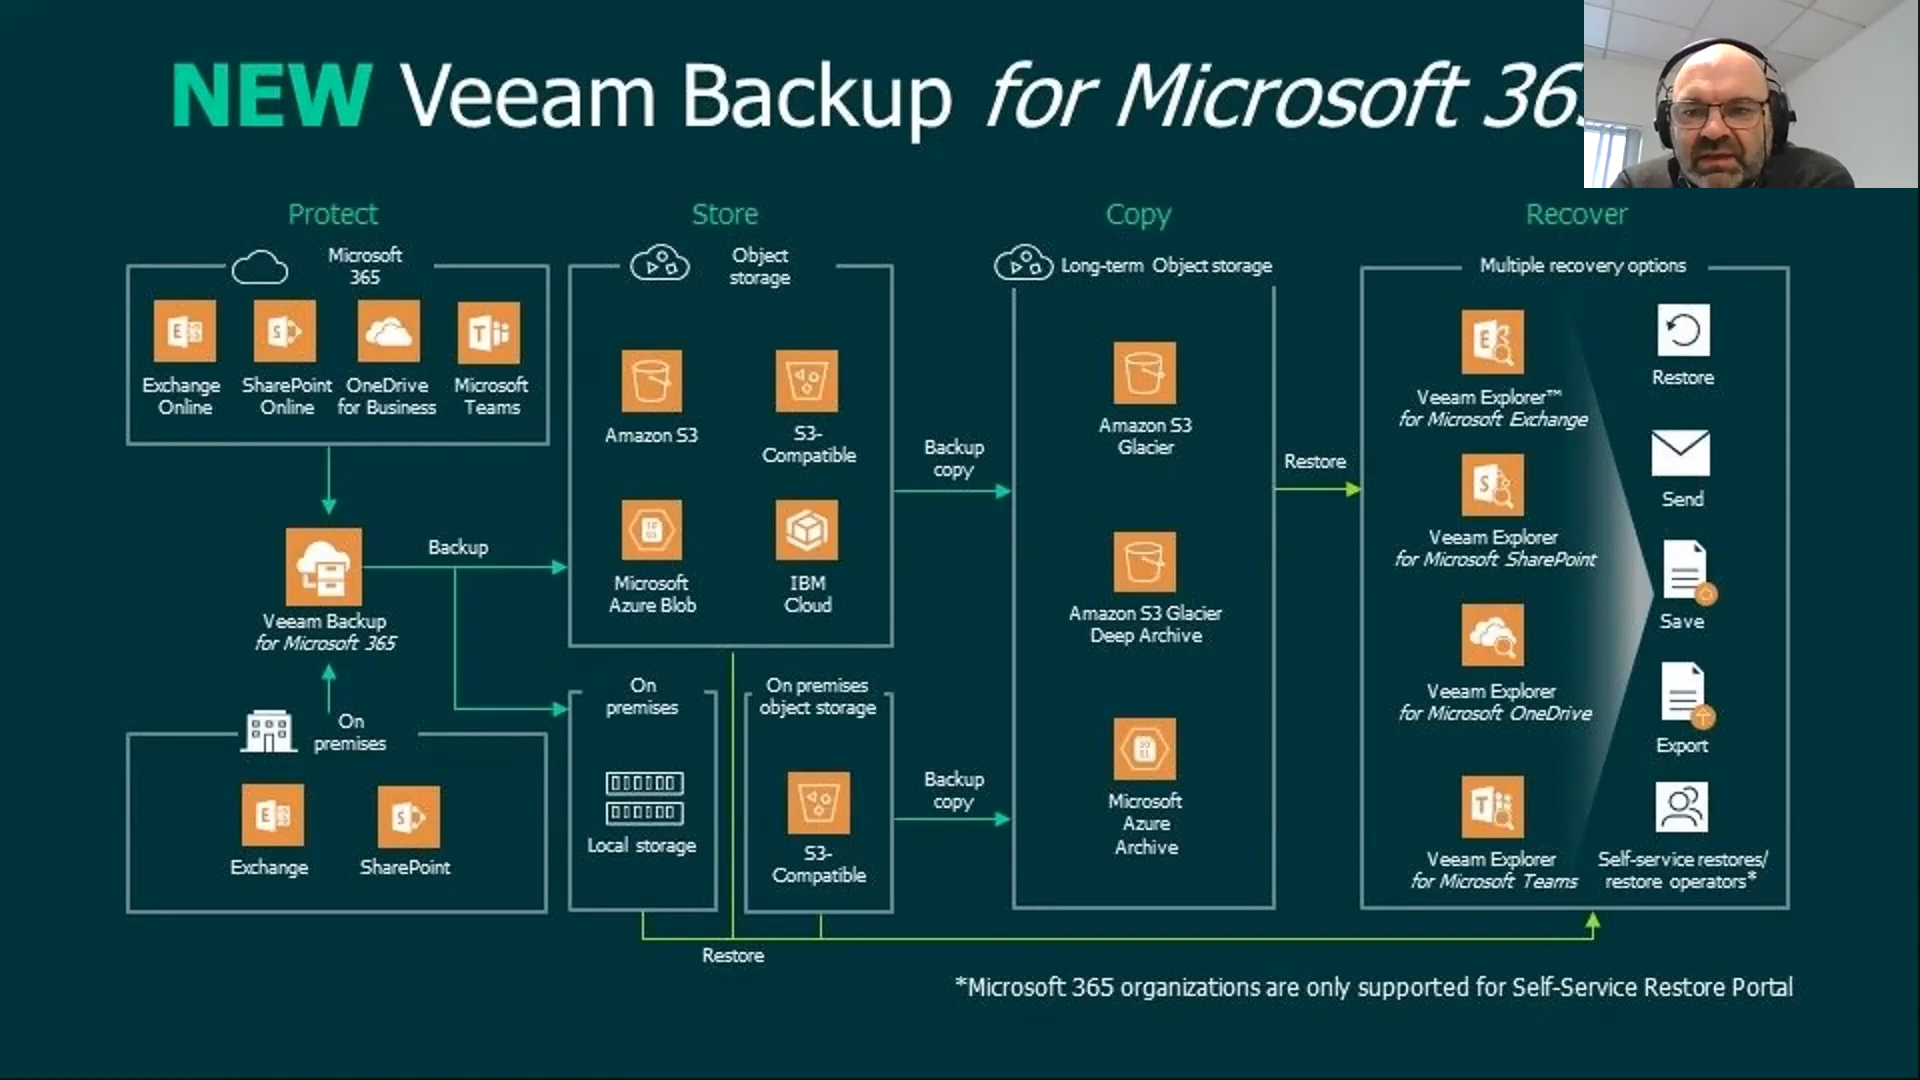 NEW Veeam Backup for Microsoft 36
Protect
Store
Copy
Recover
Microsoft
365
Exchange
Online
SharePoint
Online
OneDrive
for Business
Microsoft
Teams
Backup
Veeam Backup
for Microsoft 365
On
premises
Exchange
SharePoint
Object
storage
Amazon S3
S3-
Compatible
Microsoft
Azure Blob
IBM
Cloud
On
premises
Local storage
On premises
object storage
S3-
Compatible
Backup
copy
Backup
copy
Long-term Object storage
Amazon S3
Glacier
Amazon S3 Glacier
Deep Archive
Microsoft
Azure
Archive
Restore
Multiple recovery options
Veeam Explorer™
for Microsoft Exchange
Veeam Explorer
for Microsoft SharePoint
Veeam Explorer
for Microsoft OneDrive
Veeam Explorer
for Microsoft Teams
Restore
Send
Save
Export
Self-service restores/
restore operators*
Restore
*Microsoft 365 organizations are only supported for Self-Service Restore Portal